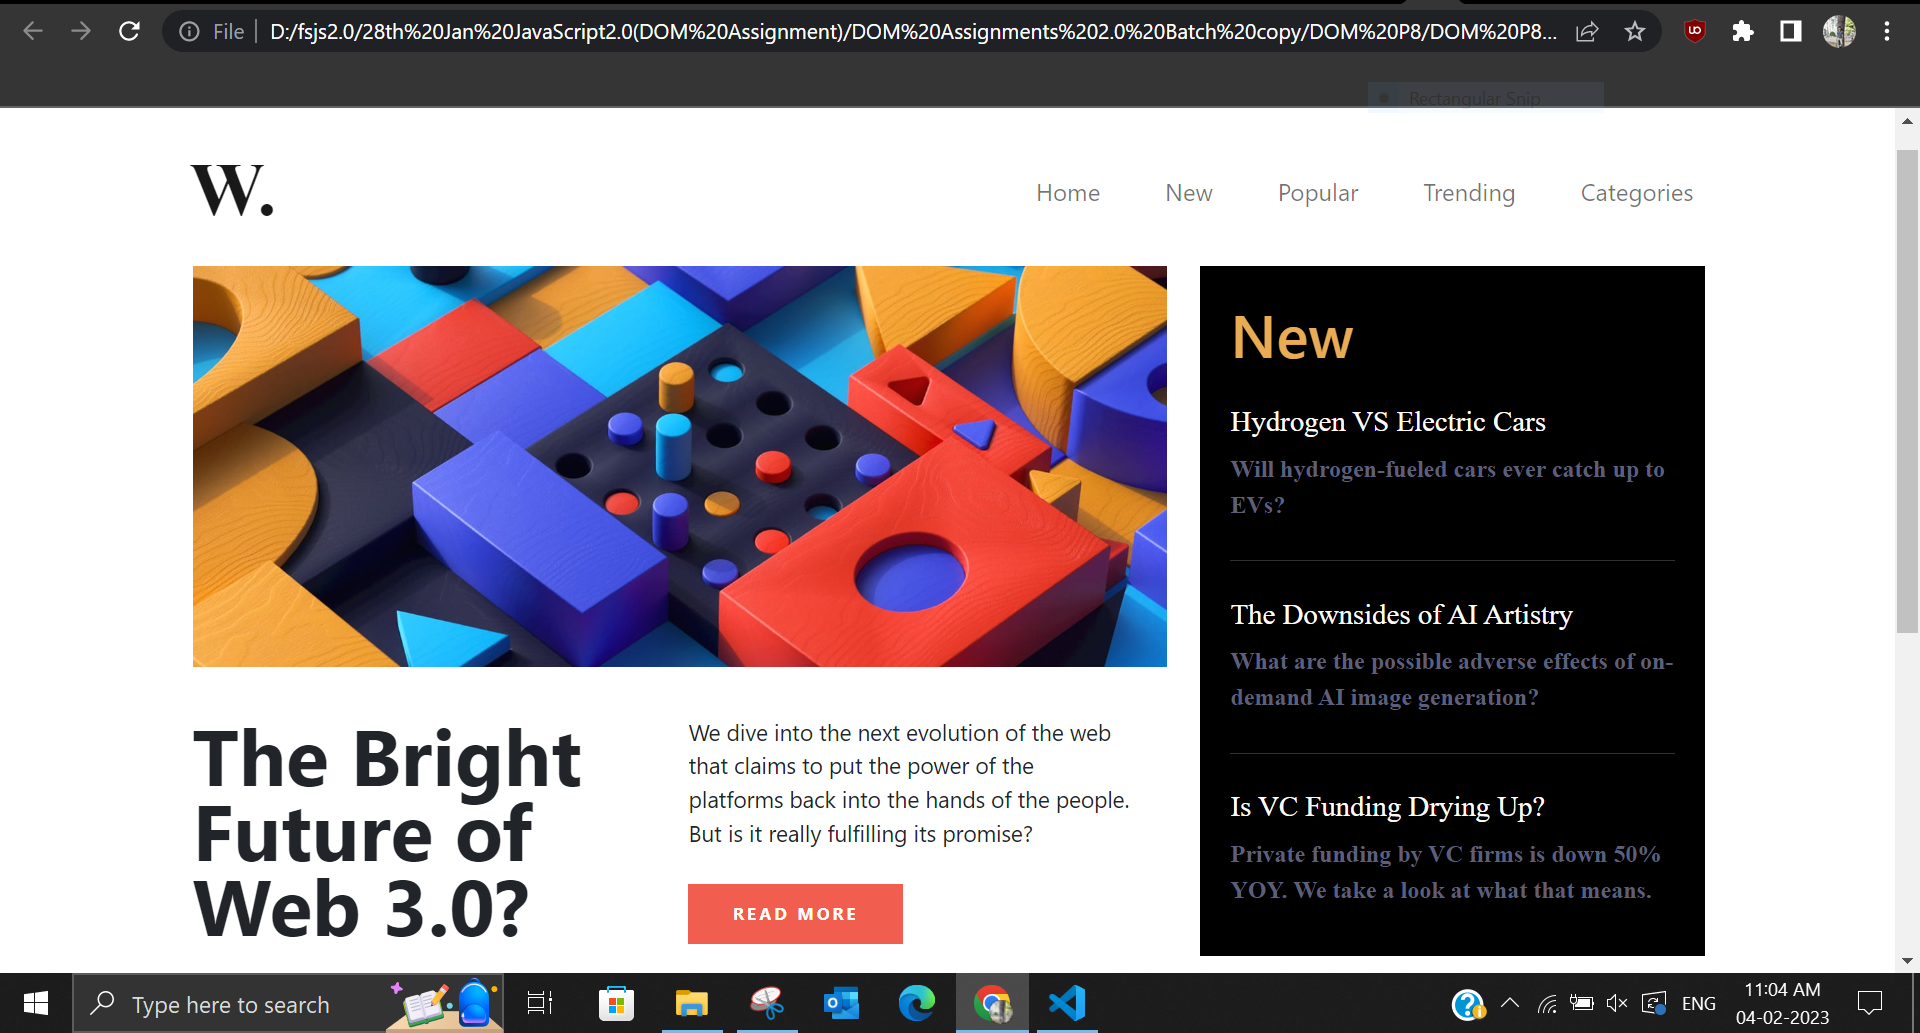 File
D:/fsjs2.0/28th%20Jan%20JavaScript2.0(DOM%20Assignment)/DOM%20Assignments%202.0%20Batch%20copy/DOM%20P8/DOM%20P8...
Rectangular Snip
W.
Home New Popular Trending Categories
New
Hydrogen VS Electric Cars
Will hydrogen-fueled cars ever catch up to
EVs?
The Downsides of AI Artistry
What are the possible adverse effects of on-
demand AI image generation?
Is VC Funding Drying Up?
Private funding by VC firms is down 50%
YOY. We take a look at what that means.
The Bright
Future of
Web 3.0?
We dive into the next evolution of the web
that claims to put the power of the
platforms back into the hands of the people.
But is it really fulfilling its promise?
READ MORE
Type here to search
ENG
11:04 AM
04-02-2023